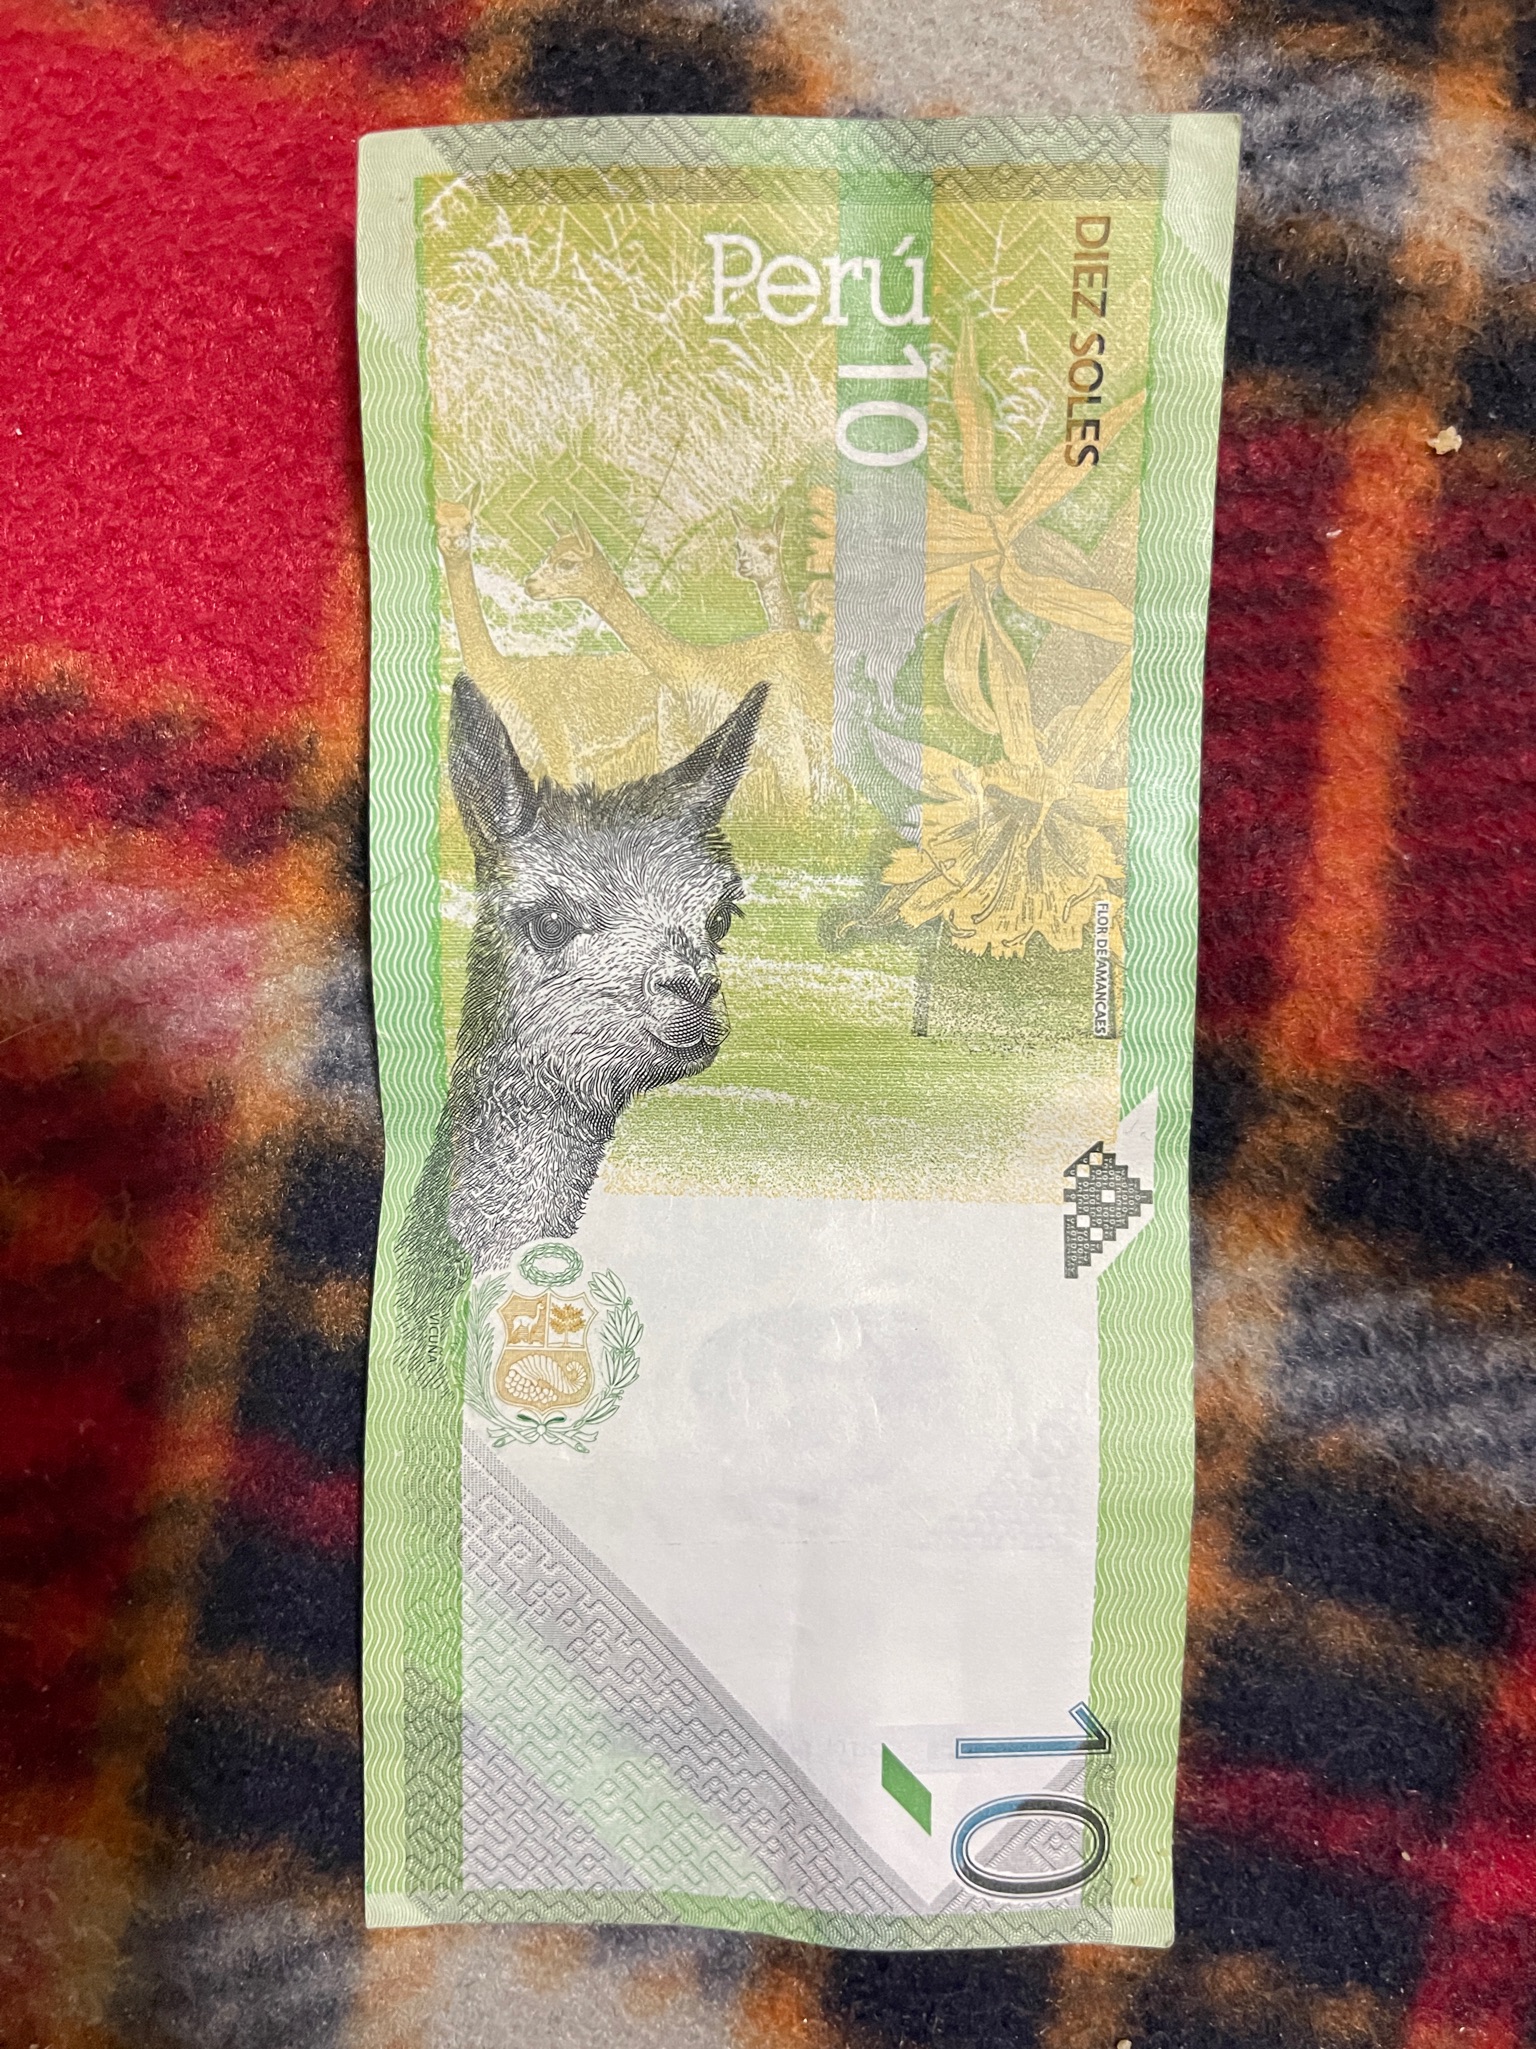 Perú
10
DIEZ SOLES
FLOR DE AMANCAES
VICUÑA
10